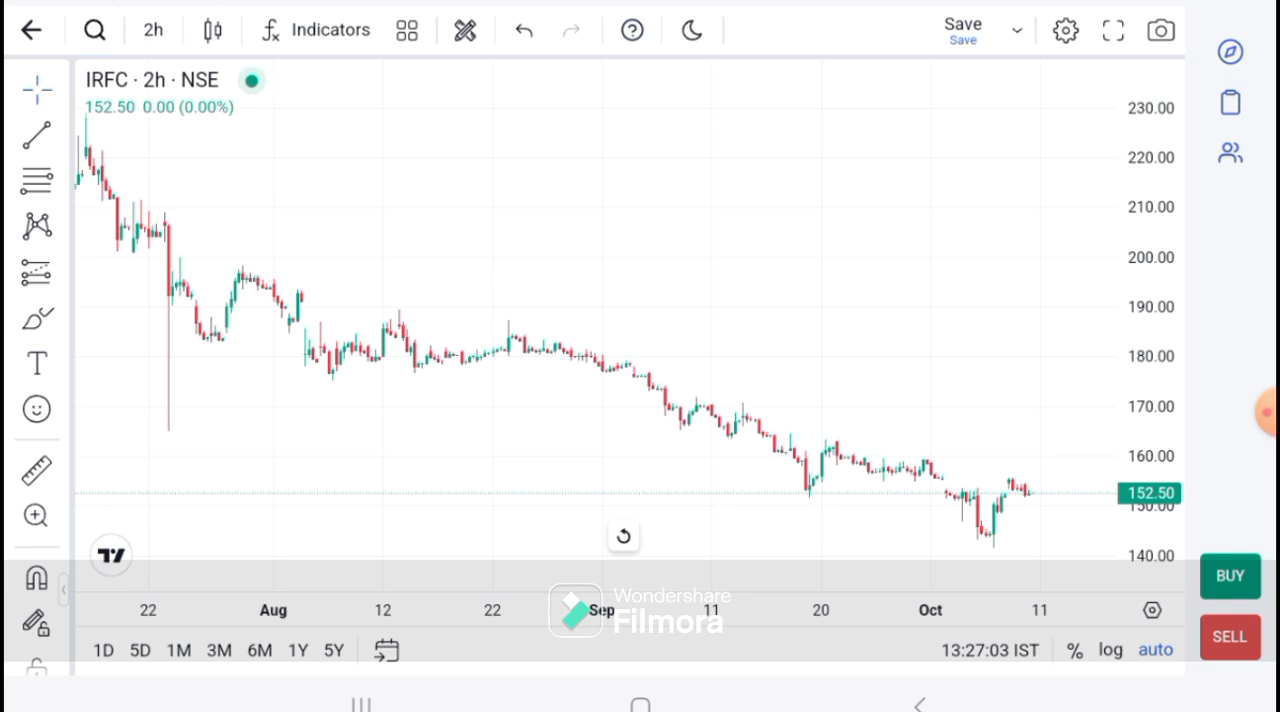 2h
Indicators
Save
Save
IRFC · 2h · NSE
152.50 0.00 (0.00%)
230.00
220.00
210.00
200.00
190.00
180.00
170.00
160.00
152.50
150.00
140.00
BUY
Wondershare
Filmora
22 Aug 12 22 Sep 11 20 Oct 11
SELL
1D 5D 1M 3M 6M 1Y 5Y
13:27:03 IST % log auto